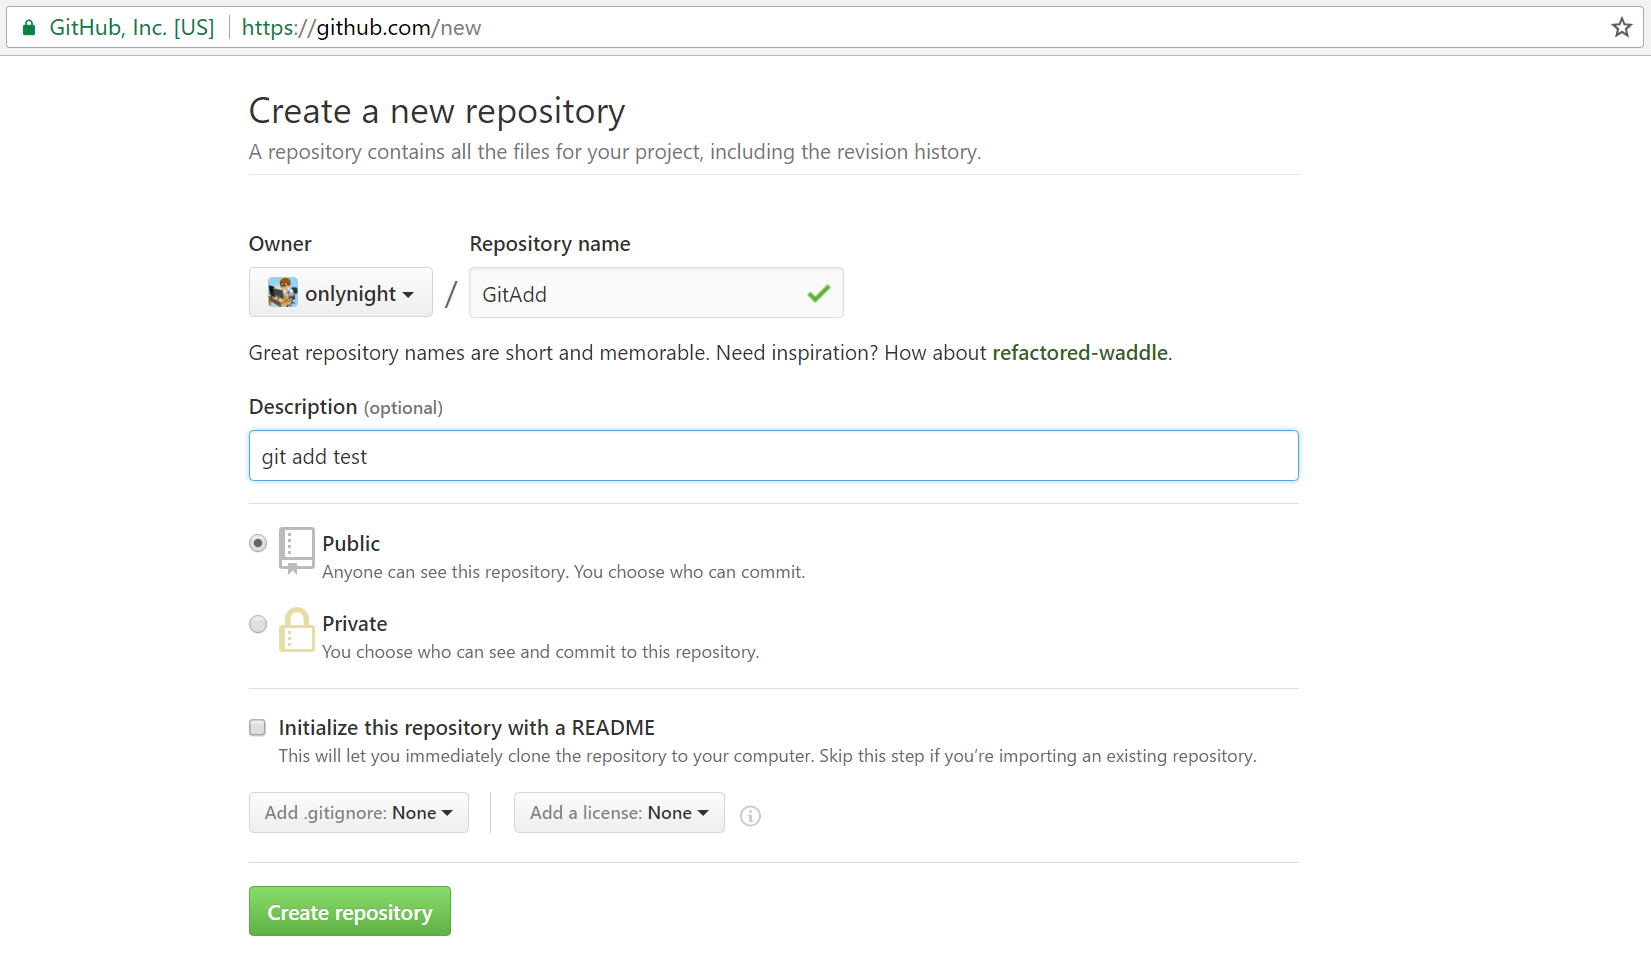 GitHub, Inc. [US] https://github.com/new
Create a new repository
A repository contains all the files for your project, including the revision history.
Owner Repository name
onlynight / GitAdd
Great repository names are short and memorable. Need inspiration? How about refactored-waddle.
Description (optional)
git add test
Public
Anyone can see this repository. You choose who can commit.
Private
You choose who can see and commit to this repository.
Initialize this repository with a README
This will let you immediately clone the repository to your computer. Skip this step if you’re importing an existing repository.
Add .gitignore: None Add a license: None
Create repository